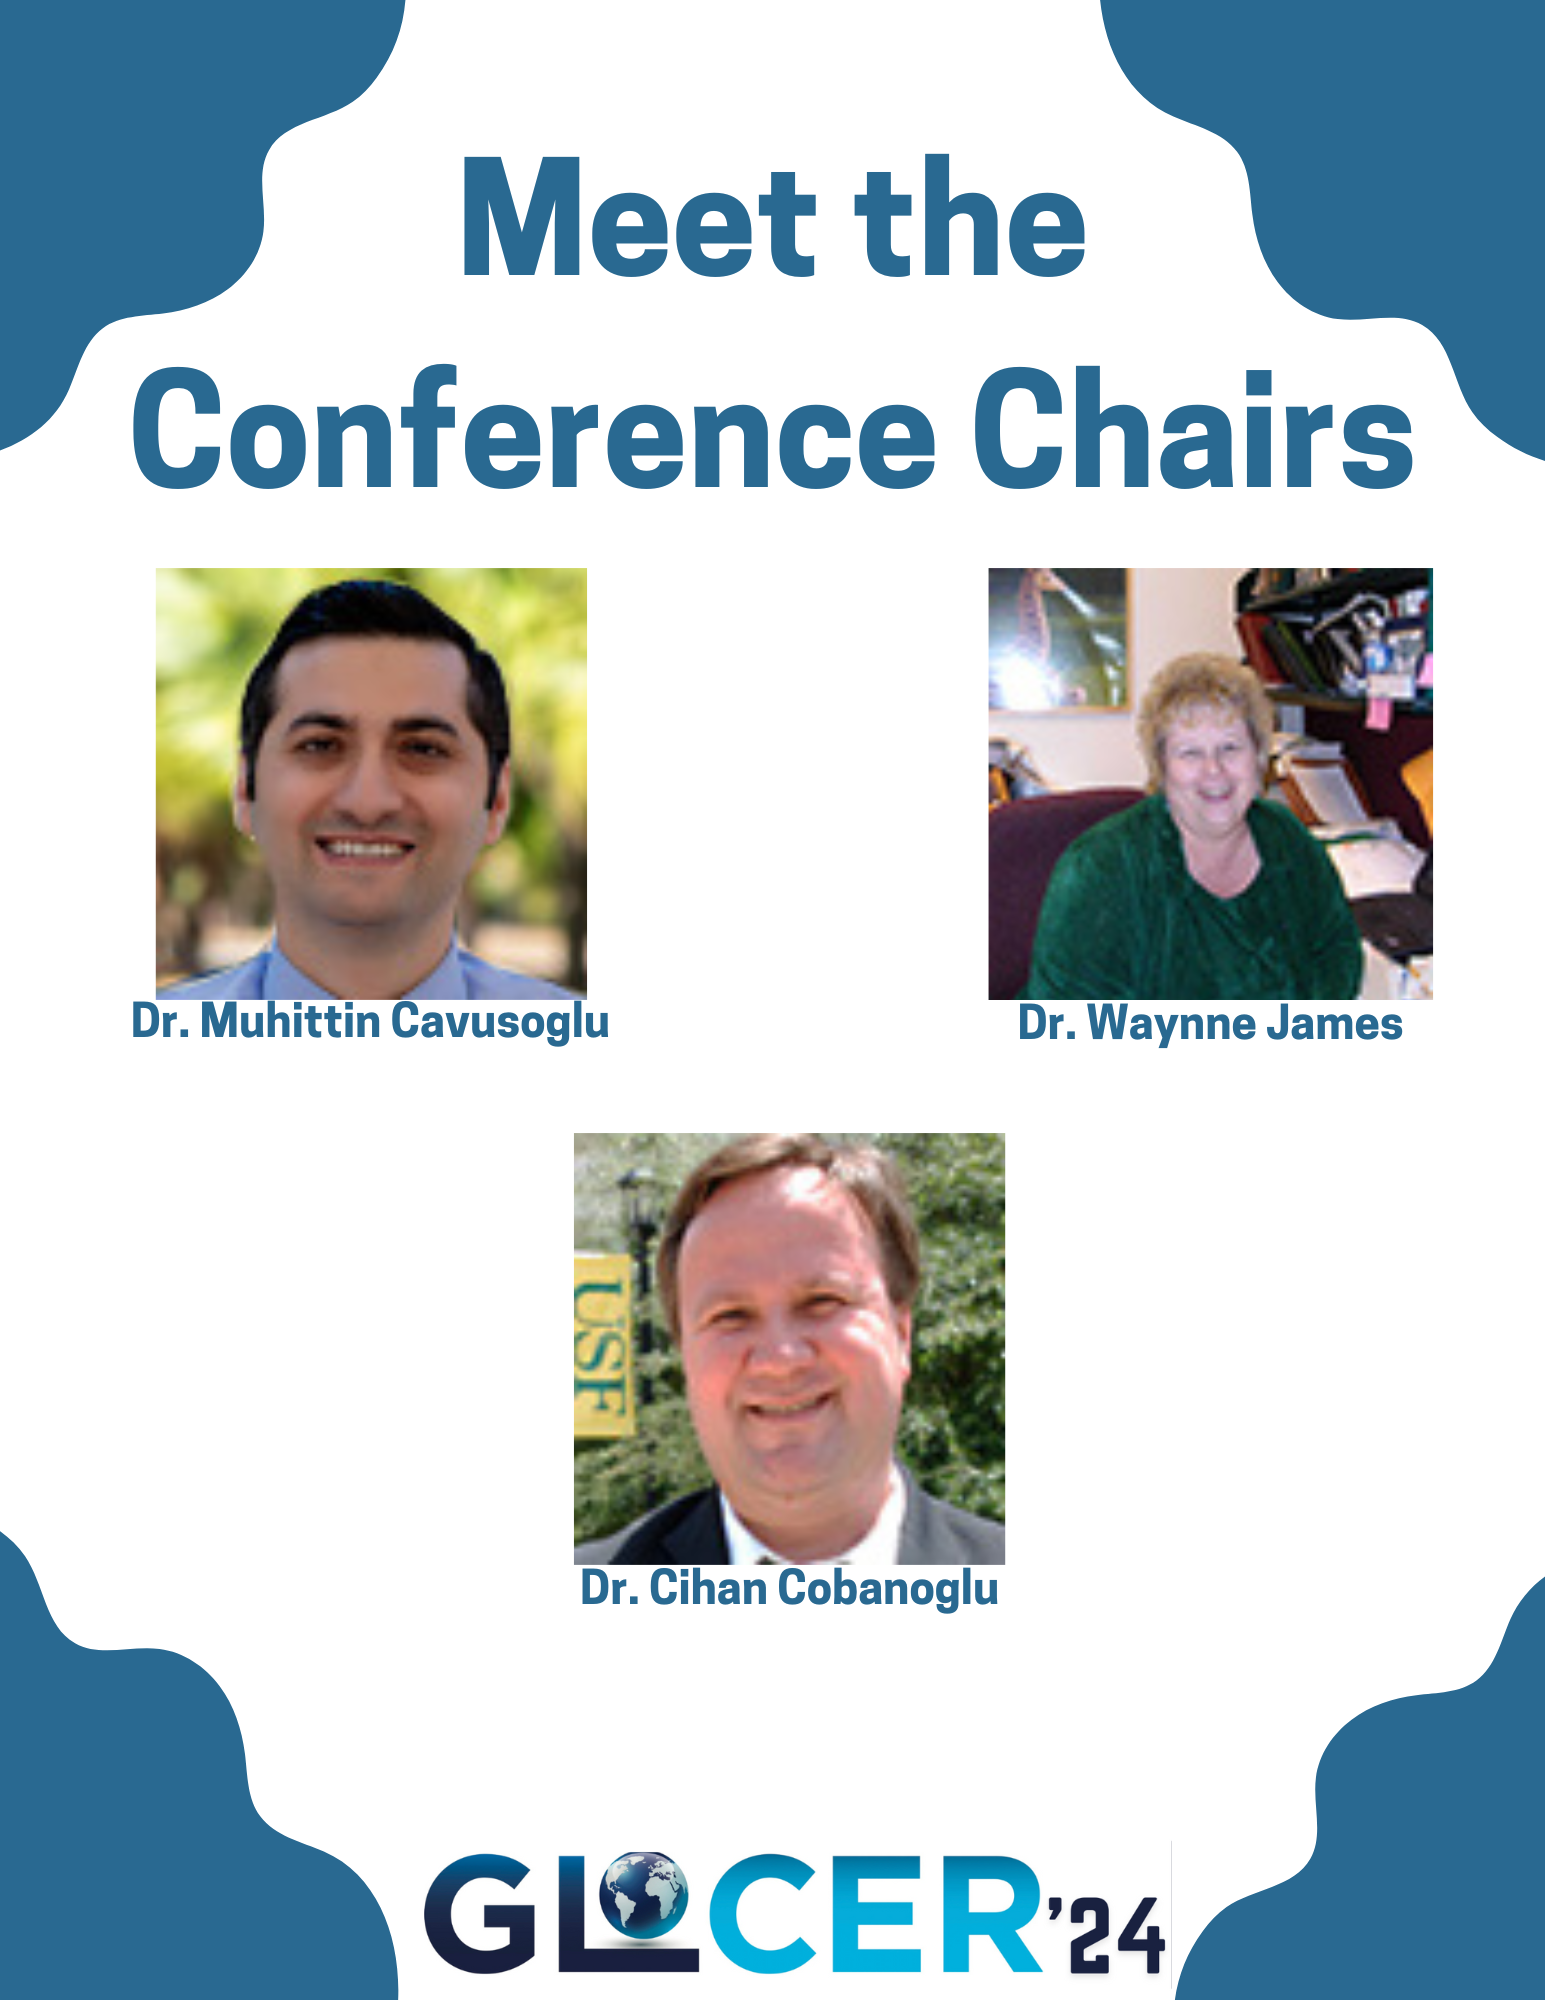 Meet the
Conference Chairs
Dr. Muhittin Cavusoglu
Dr. Waynne James
USF
Dr. Cihan Cobanoglu
GLOCER'24